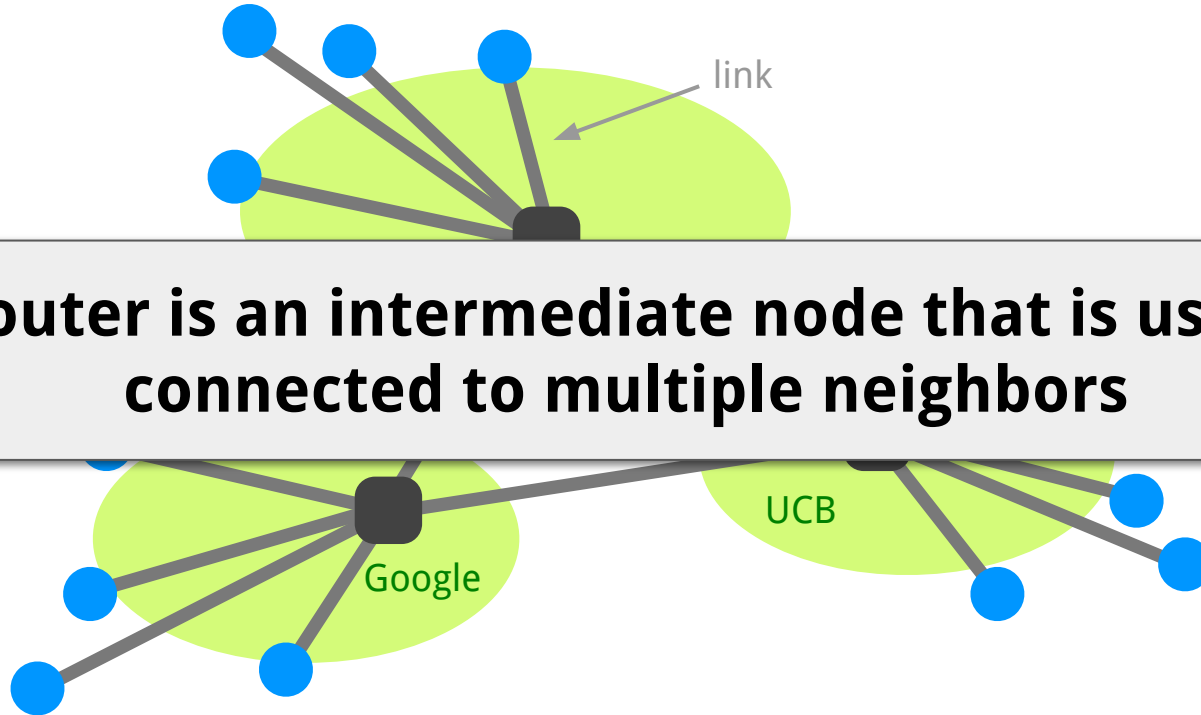 link
outer is an intermediate node that is us
connected to multiple neighbors
UCB
Google